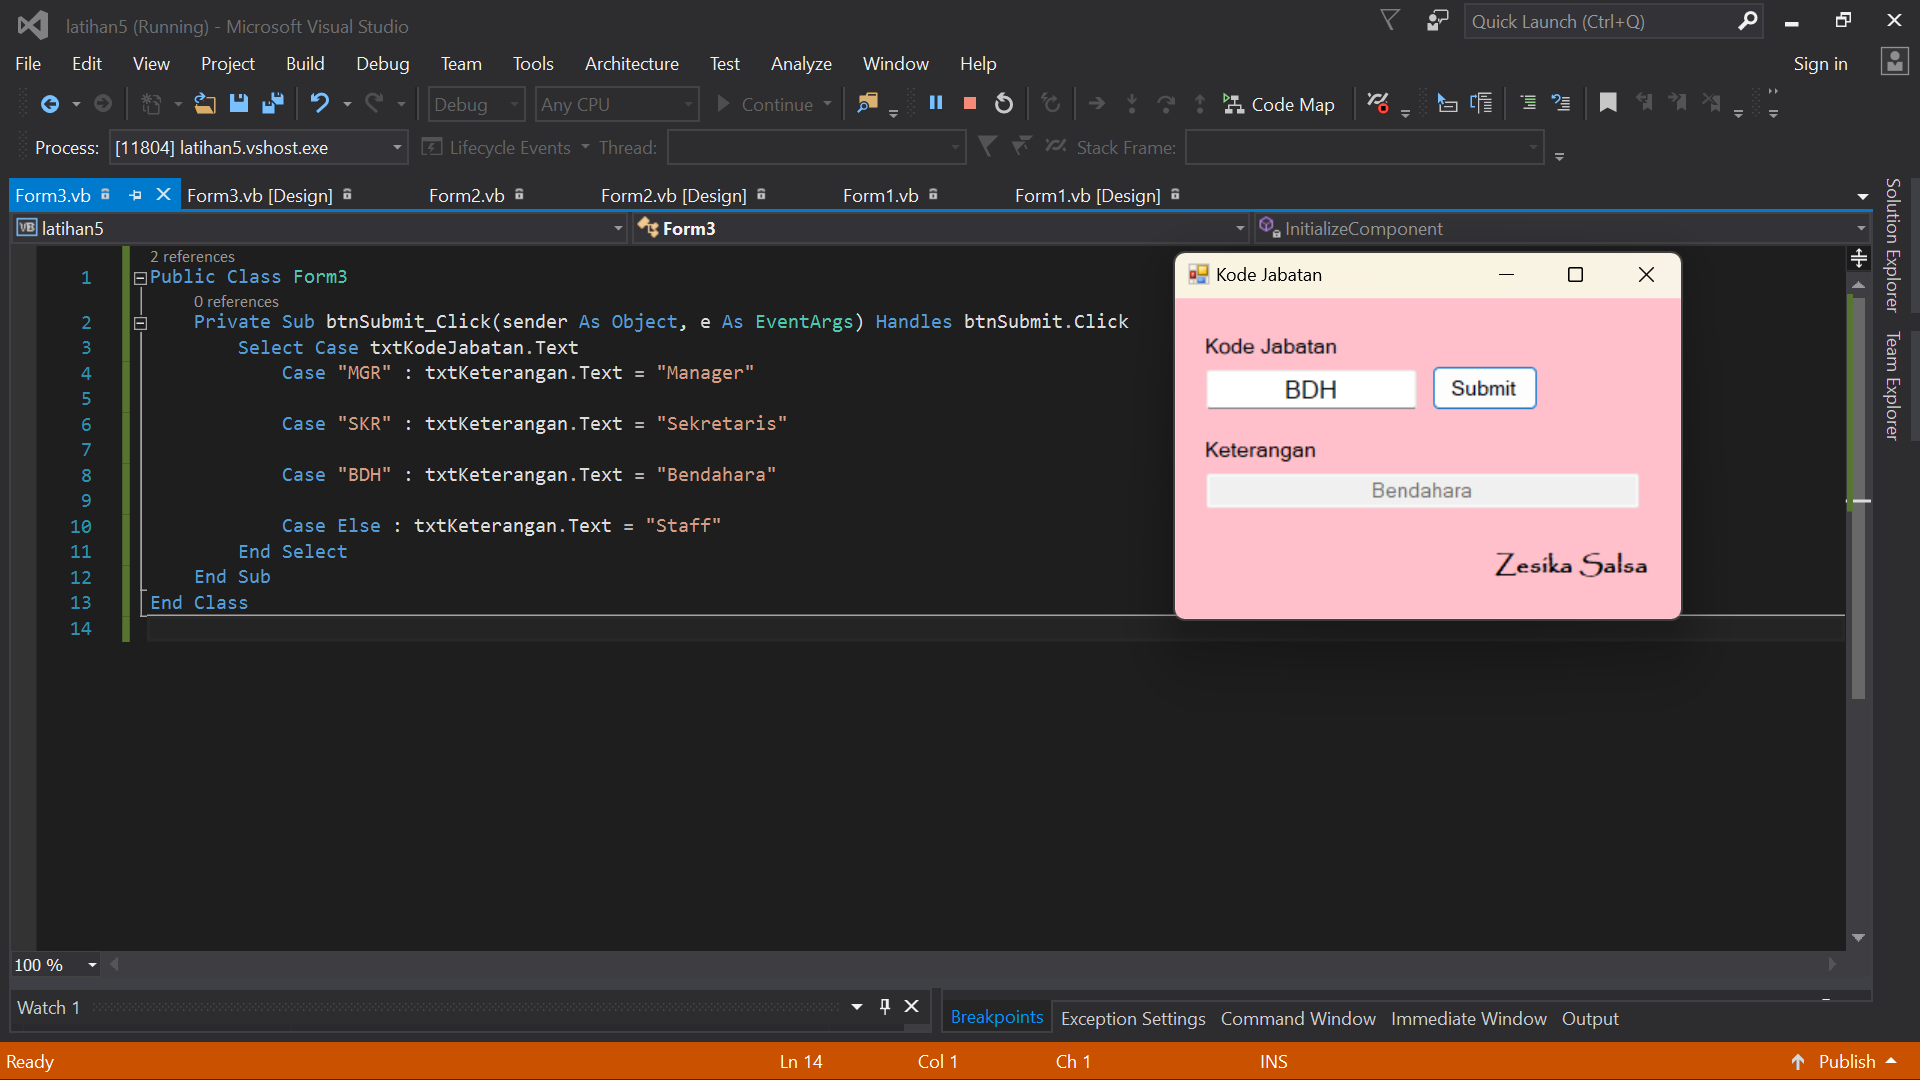 latihan5 (Running) - Microsoft Visual Studio
Quick Launch (Ctrl+Q)
File Edit View Project Build Debug Team Tools Architecture Test Analyze Window Help
Sign in
Debug Any CPU Continue Code Map
Process: [11804] latihan5.vshost.exe Lifecycle Events Thread: Stack Frame:
Form3.vb Form3.vb [Design] Form2.vb Form2.vb [Design] Form1.vb Form1.vb [Design]
VB latihan5 Form3 InitializeComponent
2 references
1 Public Class Form3
0 references
2 Private Sub btnSubmit_Click(sender As Object, e As EventArgs) Handles btnSubmit.Click
3 Select Case txtKodeJabatan.Text
4 Case "MGR" : txtKeterangan.Text = "Manager"
5
6 Case "SKR" : txtKeterangan.Text = "Sekretaris"
7
8 Case "BDH" : txtKeterangan.Text = "Bendahara"
9
10 Case Else : txtKeterangan.Text = "Staff"
11 End Select
12 End Sub
13 End Class
14
Kode Jabatan
Kode Jabatan
BDH Submit
Keterangan
Bendahara
Zesika Salsa
Solution Explorer
Team Explorer
100 %
Watch 1
Breakpoints Exception Settings Command Window Immediate Window Output
Ready Ln 14 Col 1 Ch 1 INS Publish